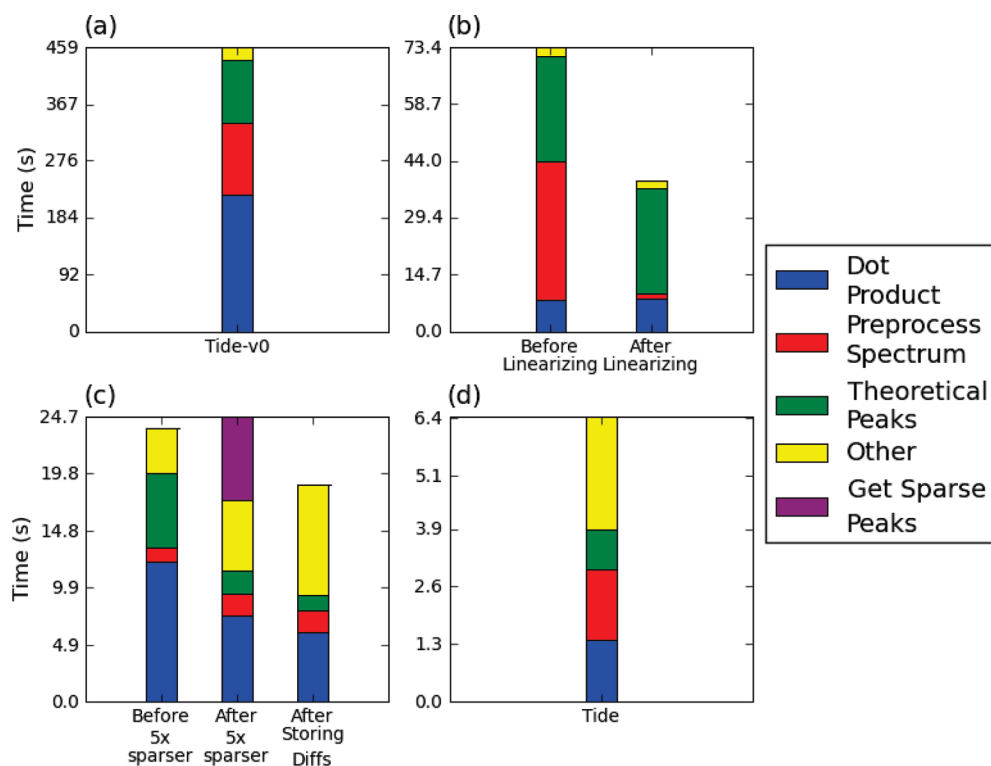 (a)
459
367
276
184
92
0
Time (s)
Tide-v0
(b)
73.4
58.7
44.0
29.4
14.7
0.0
Before
Linearizing
After
Linearizing
(c)
24.7
19.8
14.8
9.9
4.9
0.0
Time (s)
Before
5x
sparser
After
5x
sparser
After
Storing
Diffs
(d)
6.4
5.1
3.9
2.6
1.3
0.0
Tide
Dot
Product
Preprocess
Spectrum
Theoretical
Peaks
Other
Get Sparse
Peaks